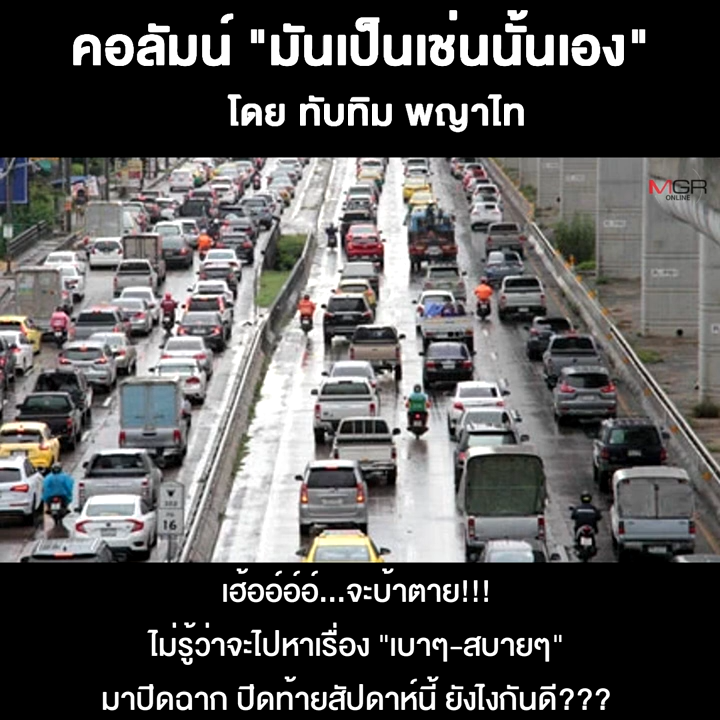 คอลัมน์ "มันเป็นเช่นนั้นเอง"
โดย ทับทิม พญาไท
MGR
ONLINE
16
เฮ้ออ์อ์อ์...จะบ้าตาย!!!
ไม่รู้ว่าจะไปหาเรื่อง "เบาๆ-สบายๆ"
มาปิดฉาก ปิดท้ายสัปดาห์นี้ ยังไงกันดี???